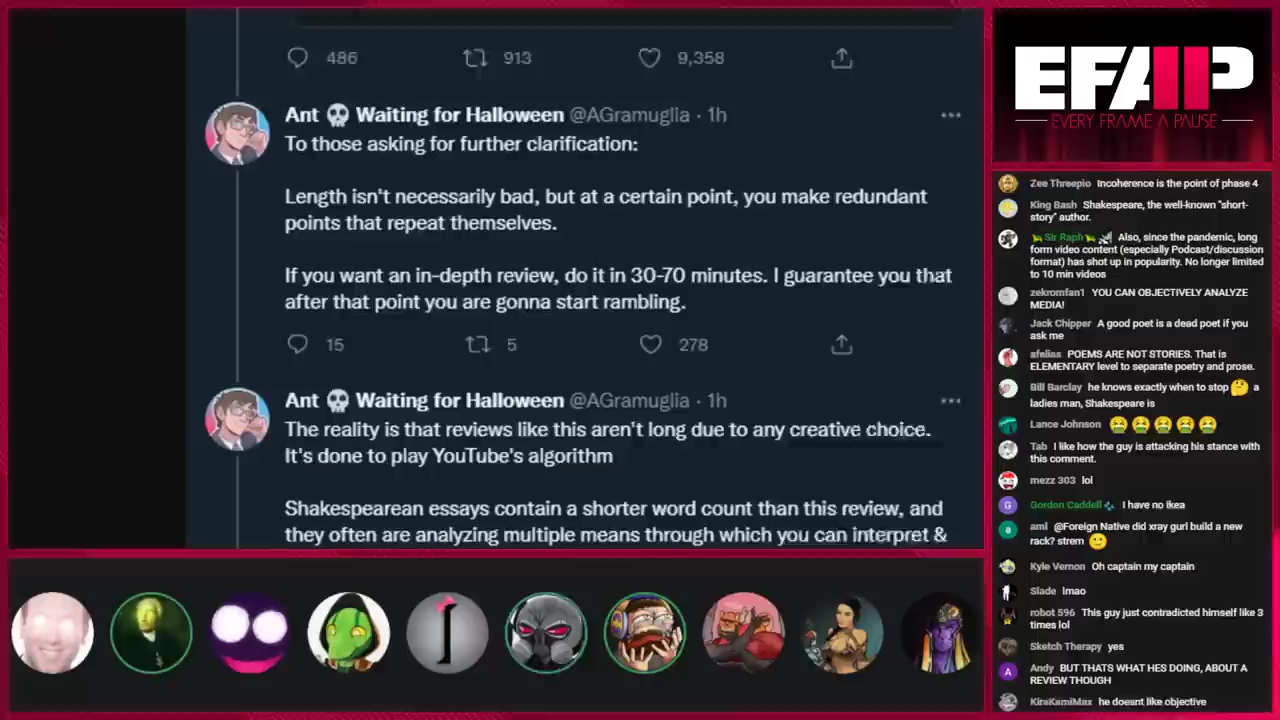 486 913 9,358
Ant 💀 Waiting for Halloween @AGramuglia · 1h
To those asking for further clarification:
Length isn't necessarily bad, but at a certain point, you make redundant
points that repeat themselves.
If you want an in-depth review, do it in 30-70 minutes. I guarantee you that
after that point you are gonna start rambling.
15 5 278
Ant 💀 Waiting for Halloween @AGramuglia · 1h
The reality is that reviews like this aren't long due to any creative choice.
It's done to play YouTube's algorithm
Shakespearean essays contain a shorter word count than this review, and
they often are analyzing multiple means through which you can interpret &
EFAP
EVERY FRAME A PAUSE
Zee Threepio Incoherence is the point of phase 4
King Bash Shakespeare, the well-known "short-
story" author.
Sir Raph Also, since the pandemic, long
form video content (especially Podcast/discussion
format) has shot up in popularity. No longer limited
to 10 min videos
zekromfan1 YOU CAN OBJECTIVELY ANALYZE
MEDIA!
Jack Chipper A good poet is a dead poet if you
ask me
afelias POEMS ARE NOT STORIES. That is
ELEMENTARY level to separate poetry and prose.
Bill Barclay he knows exactly when to stop 🤔 a
ladies man, Shakespeare is
Lance Johnson 🤮🤮🤮🤮🤮
Tab I like how the guy is attacking his stance with
this comment.
mezz 303 lol
G
Gordon Caddell I have no ikea
a
aml @Foreign Native did xray gurl build a new
rack? strem 🙂
Kyle Vernon Oh captain my captain
Slade lmao
robot 596 This guy just contradicted himself like 3
times lol
Sketch Therapy yes
A
Andy BUT THATS WHAT HES DOING, ABOUT A
REVIEW THOUGH
KiraKamiMax he doesnt like objective